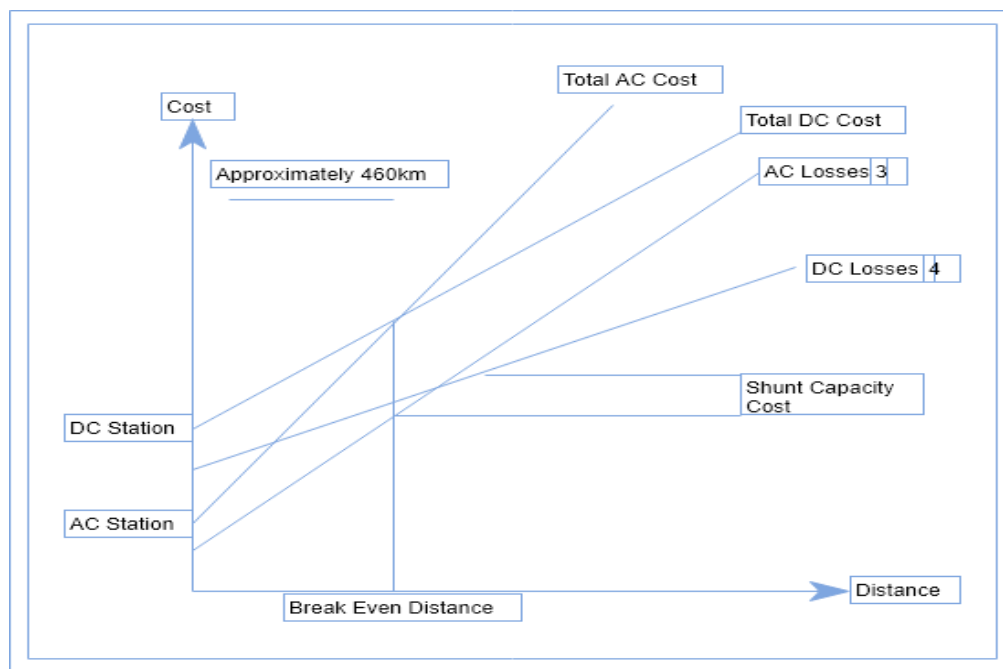 Total AC Cost
Cost
Total DC Cost
Approximately 460km
AC Losses 3
DC Losses 4
Shunt Capacity
Cost
DC Station
AC Station
Distance
Break Even Distance